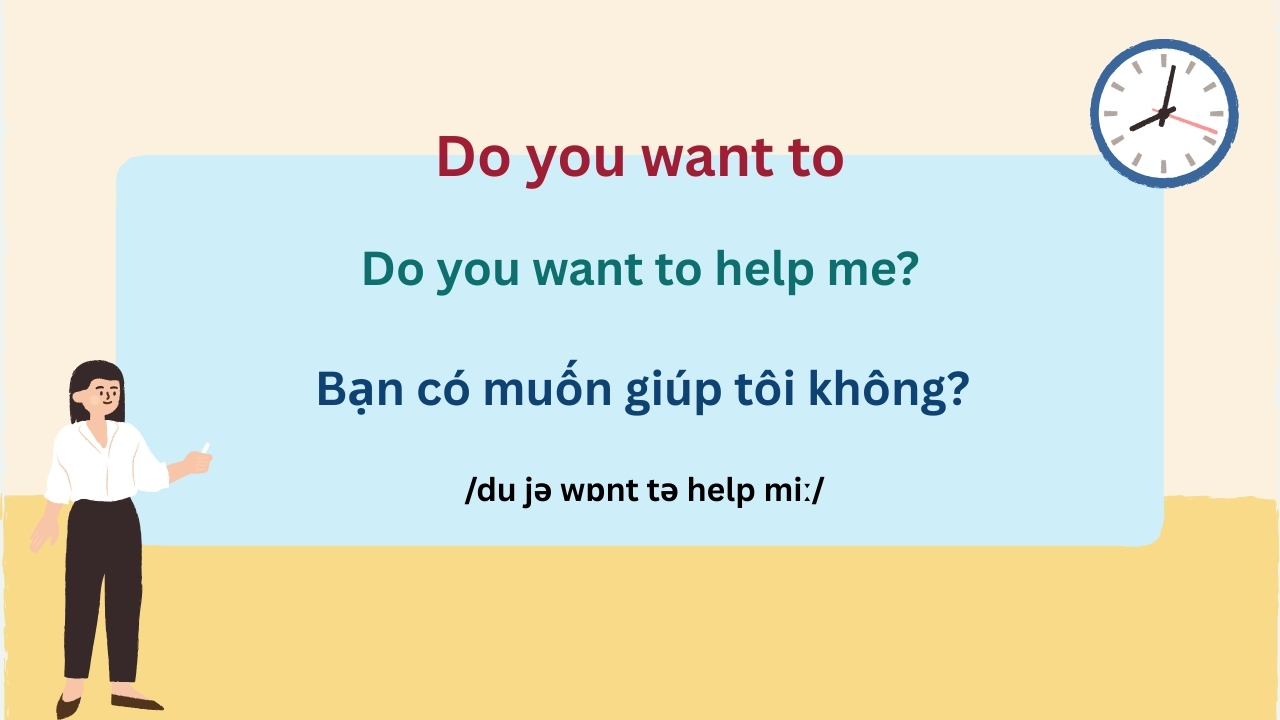 Do you want to
Do you want to help me?
Bạn có muốn giúp tôi không?
/du jə wɒnt tə help miː/